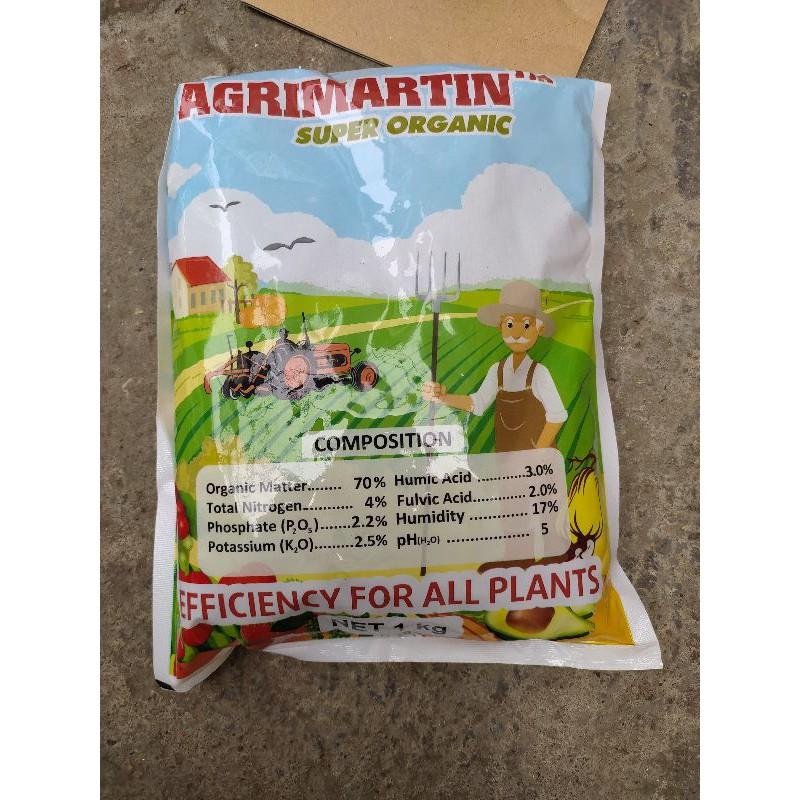 AGRIMARTIN™
SUPER ORGANIC
COMPOSITION
Organic Matter........ 70%
Total Nitrogen............ 4%
Phosphate (P₂O₅).......2.2%
Potassium (K₂O).........2.5%
Humic Acid ............3.0%
Fulvic Acid.............2.0%
Humidity .......... 17%
pH(H₂O) ................... 5
EFFICIENCY FOR ALL PLANTS
NET 1 kg